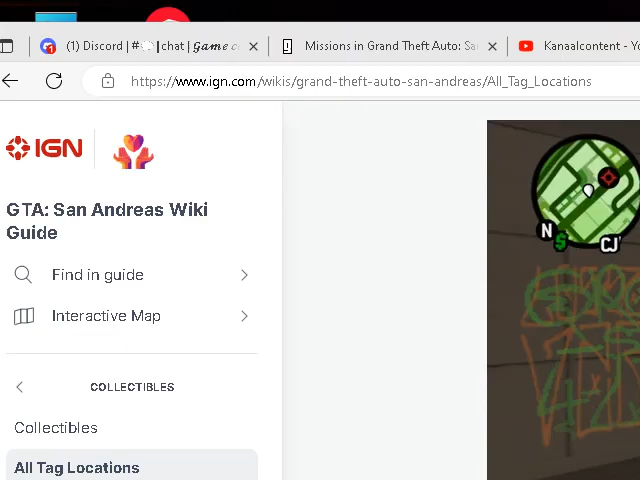 (1) Discord | #💭┃chat | 𝓖𝓪𝓶𝓮 𝓬
Missions in Grand Theft Auto: Sa
Kanaalcontent - Yo
https://www.ign.com/wikis/grand-theft-auto-san-andreas/All_Tag_Locations
IGN
GTA: San Andreas Wiki
Guide
Find in guide
Interactive Map
COLLECTIBLES
Collectibles
All Tag Locations
N
$
CJ